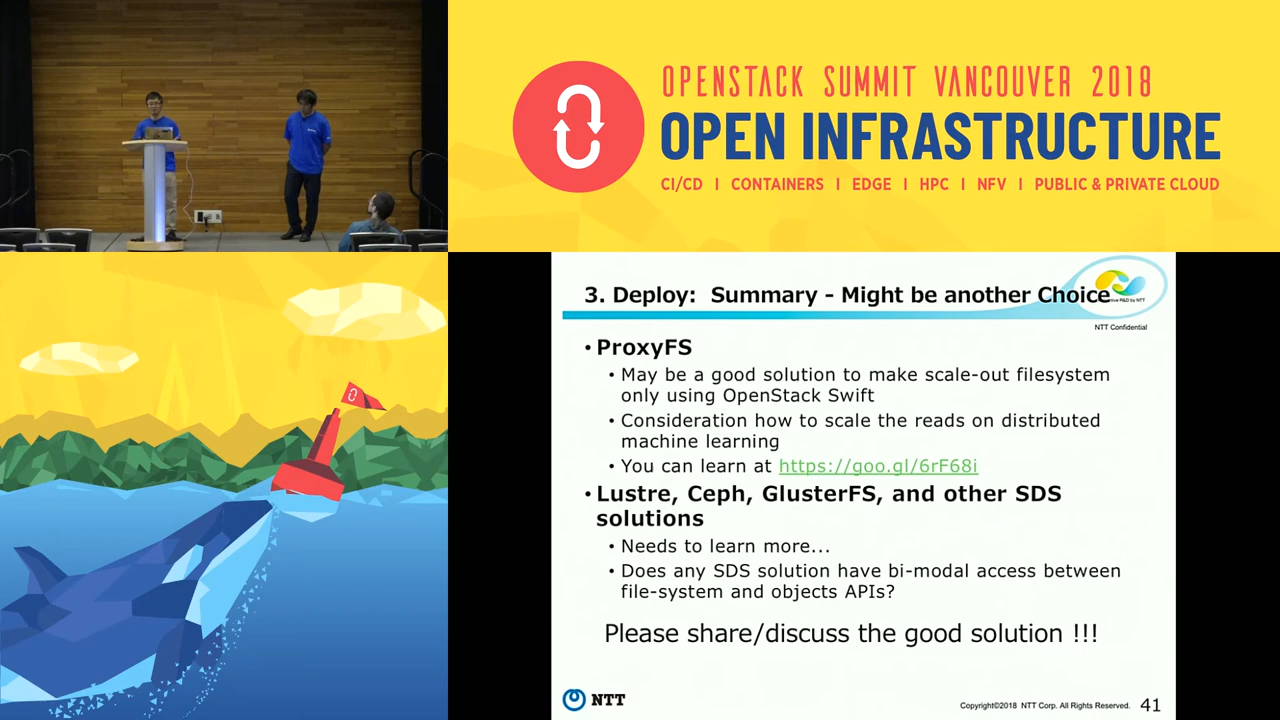 OPENSTACK SUMMIT VANCOUVER 2018
OPEN INFRASTRUCTURE
CI/CD I CONTAINERS I EDGE I HPC I NFV I PUBLIC & PRIVATE CLOUD
3. Deploy: Summary - Might be another Choice
R&D by NTT
NTT Confidential
• ProxyFS
• May be a good solution to make scale-out filesystem
only using OpenStack Swift
• Consideration how to scale the reads on distributed
machine learning
• You can learn at https://goo.gl/6rF68i
• Lustre, Ceph, GlusterFS, and other SDS
solutions
• Needs to learn more...
• Does any SDS solution have bi-modal access between
file-system and objects APIs?
Please share/discuss the good solution !!!
NTT
Copyright©2018 NTT Corp. All Rights Reserved.
41